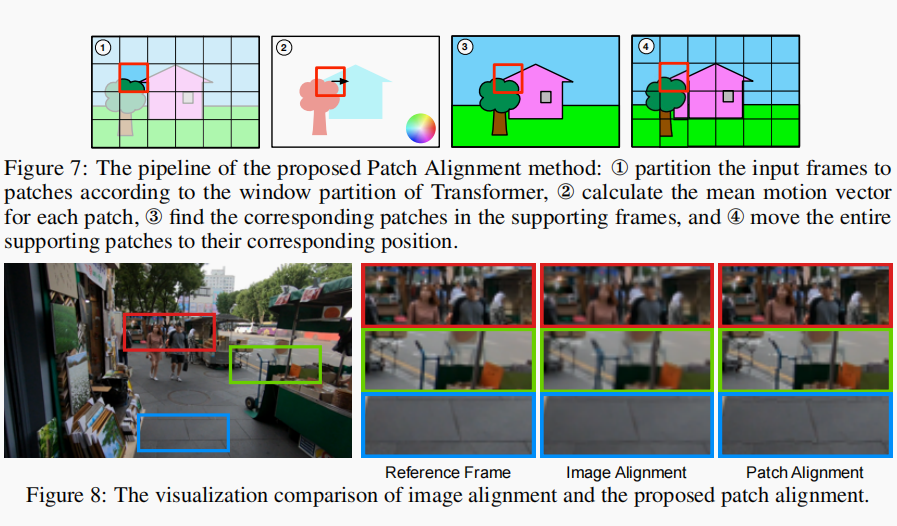 ① ② ③ ④
Figure 7: The pipeline of the proposed Patch Alignment method: ① partition the input frames to
patches according to the window partition of Transformer, ② calculate the mean motion vector
for each patch, ③ find the corresponding patches in the supporting frames, and ④ move the entire
supporting patches to their corresponding position.
Reference Frame Image Alignment Patch Alignment
Figure 8: The visualization comparison of image alignment and the proposed patch alignment.